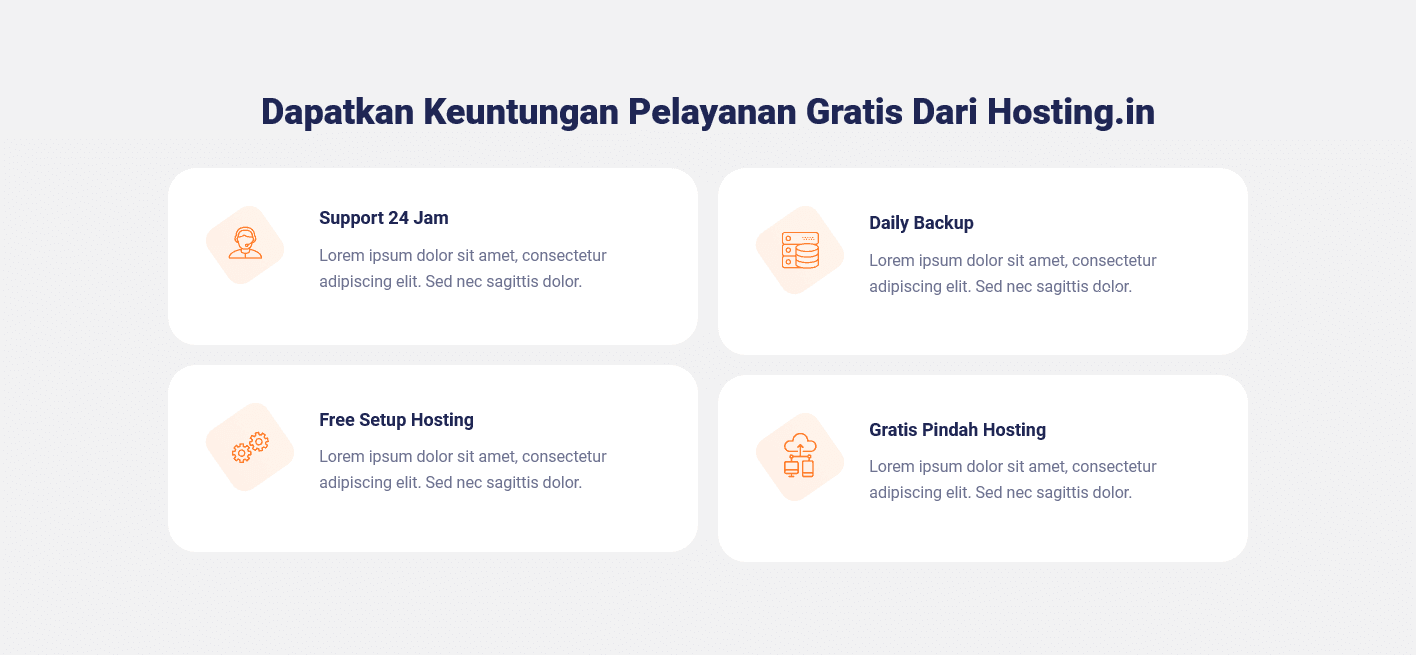 Dapatkan Keuntungan Pelayanan Gratis Dari Hosting.in
Support 24 Jam
Lorem ipsum dolor sit amet, consectetur
adipiscing elit. Sed nec sagittis dolor.
Daily Backup
Lorem ipsum dolor sit amet, consectetur
adipiscing elit. Sed nec sagittis dolor.
Free Setup Hosting
Lorem ipsum dolor sit amet, consectetur
adipiscing elit. Sed nec sagittis dolor.
Gratis Pindah Hosting
Lorem ipsum dolor sit amet, consectetur
adipiscing elit. Sed nec sagittis dolor.